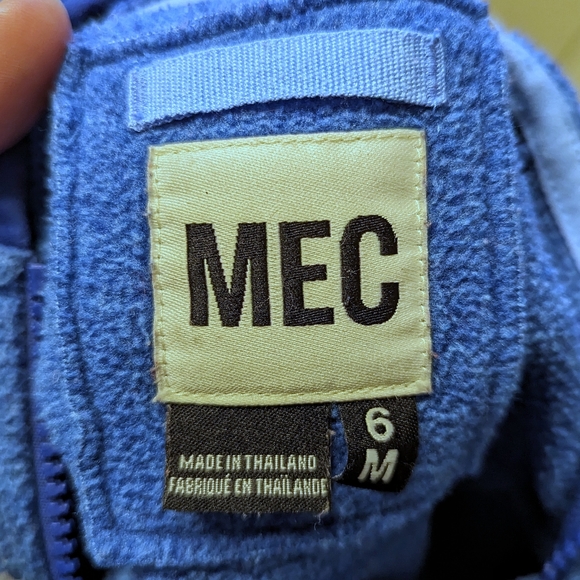 MEC
MADE IN THAILAND
FABRIQUÉ EN THAÏLANDE
6
M